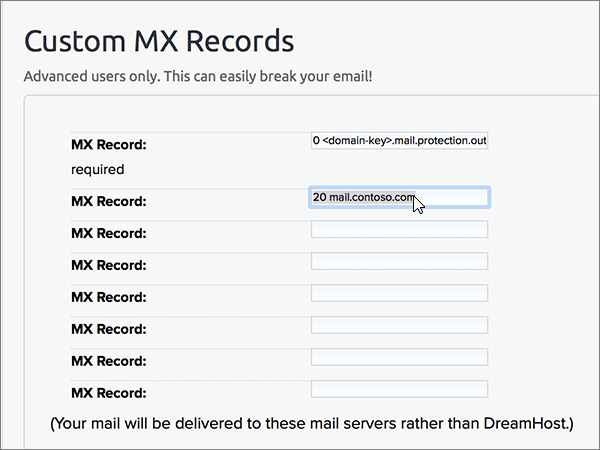 Custom MX Records
Advanced users only. This can easily break your email!
MX Record: 0 <domain-key>.mail.protection.out
required
MX Record: 20 mail.contoso.com
MX Record:
MX Record:
MX Record:
MX Record:
MX Record:
MX Record:
(Your mail will be delivered to these mail servers rather than DreamHost.)